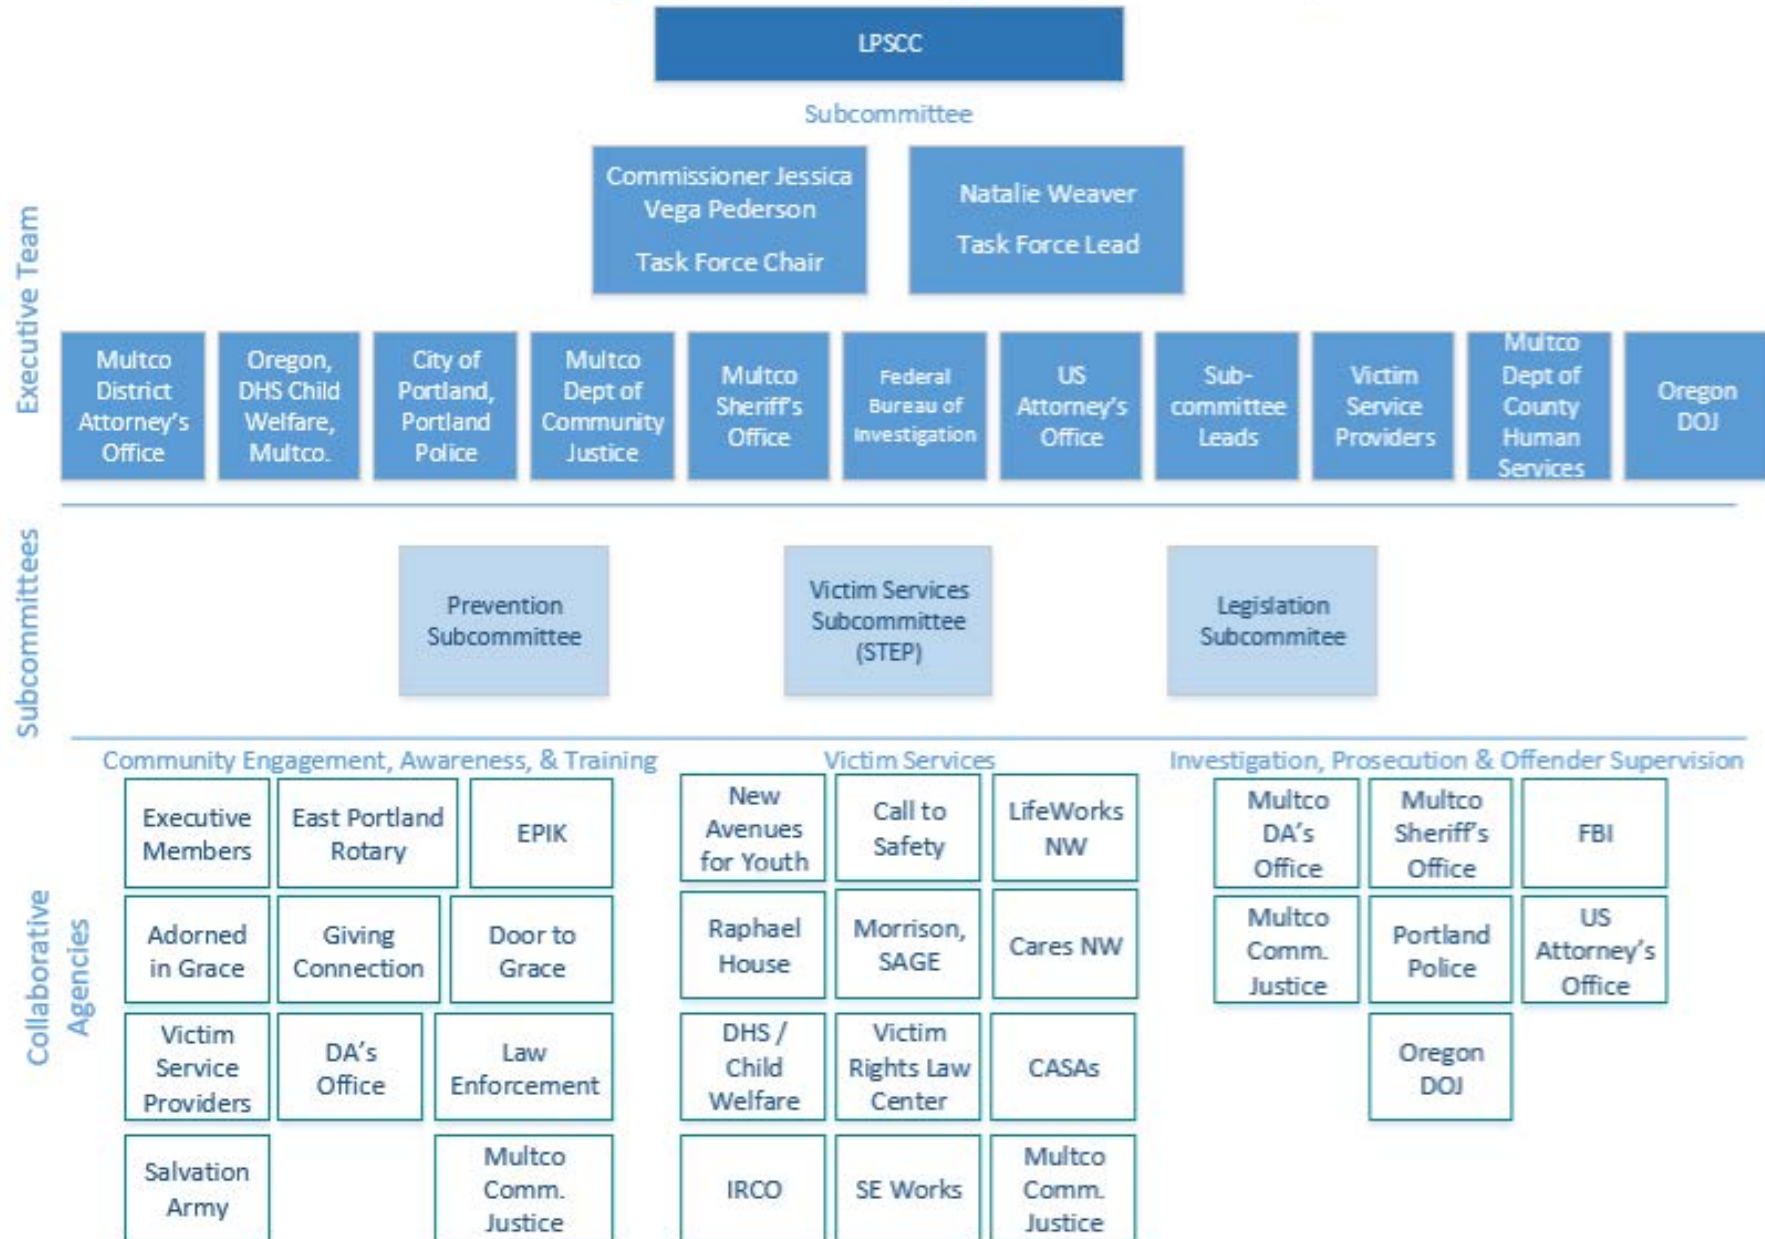 LPSCC
Subcommittee
Commissioner Jessica
Vega Pederson
Task Force Chair
Natalie Weaver
Task Force Lead
Executive Team
Multco
District
Attorney's
Office
Oregon,
DHS Child
Welfare,
Multco.
City of
Portland,
Portland
Police
Multco
Dept of
Community
Justice
Multco
Sheriff's
Office
Federal
Bureau of
Investigation
US
Attorney's
Office
Sub-
committee
Leads
Victim
Service
Providers
Multco
Dept of
County
Human
Services
Oregon
DOJ
Subcommittees
Prevention
Subcommittee
Victim Services
Subcommittee
(STEP)
Legislation
Subcommitee
Collaborative
Agencies
Community Engagement, Awareness, & Training
Executive
Members
East Portland
Rotary
EPIK
Adorned
in Grace
Giving
Connection
Door to
Grace
Victim
Service
Providers
DA's
Office
Law
Enforcement
Salvation
Army
Multco
Comm.
Justice
Victim Services
New
Avenues
for Youth
Call to
Safety
LifeWorks
NW
Raphael
House
Morrison,
SAGE
Cares NW
DHS /
Child
Welfare
Victim
Rights Law
Center
CASAs
IRCO
SE Works
Multco
Comm.
Justice
Investigation, Prosecution & Offender Supervision
Multco
DA's
Office
Multco
Sheriff's
Office
FBI
Multco
Comm.
Justice
Portland
Police
US
Attorney's
Office
Oregon
DOJ